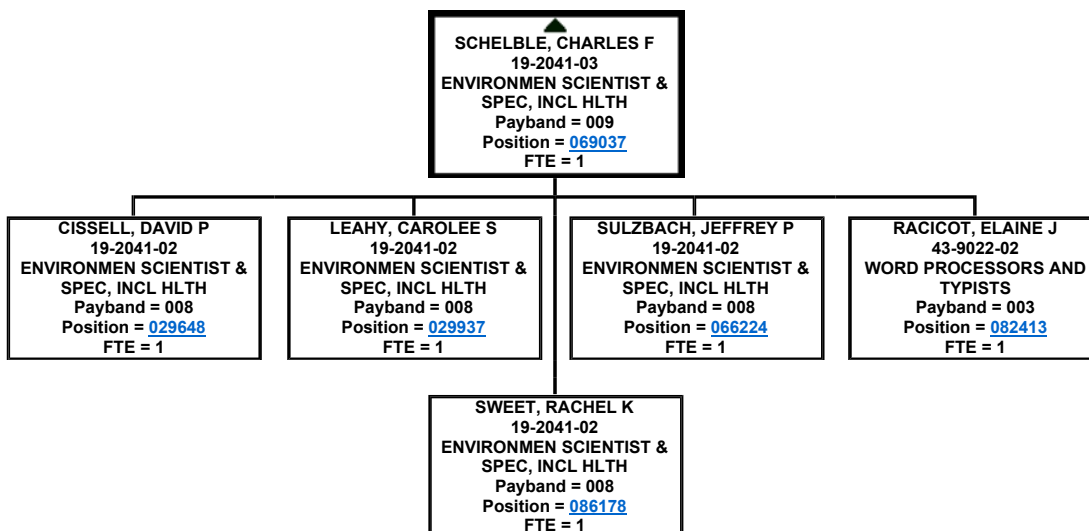 SCHELBLE, CHARLES F
19-2041-03
ENVIRONMEN SCIENTIST &
SPEC, INCL HLTH
Payband = 009
Position = 069037
FTE = 1
CISSELL, DAVID P
19-2041-02
ENVIRONMEN SCIENTIST &
SPEC, INCL HLTH
Payband = 008
Position = 029648
FTE = 1
LEAHY, CAROLEE S
19-2041-02
ENVIRONMEN SCIENTIST &
SPEC, INCL HLTH
Payband = 008
Position = 029937
FTE = 1
SULZBACH, JEFFREY P
19-2041-02
ENVIRONMEN SCIENTIST &
SPEC, INCL HLTH
Payband = 008
Position = 066224
FTE = 1
RACICOT, ELAINE J
43-9022-02
WORD PROCESSORS AND
TYPISTS
Payband = 003
Position = 082413
FTE = 1
SWEET, RACHEL K
19-2041-02
ENVIRONMEN SCIENTIST &
SPEC, INCL HLTH
Payband = 008
Position = 086178
FTE = 1